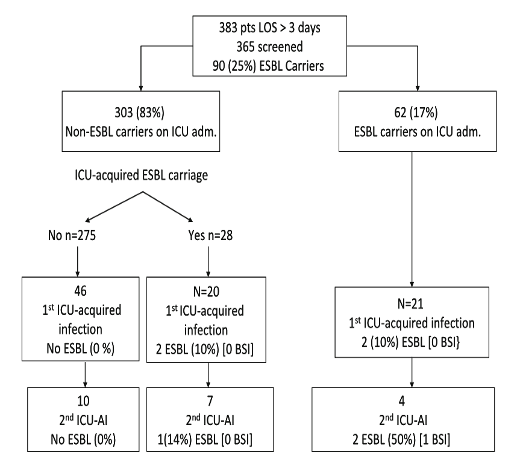 383 pts LOS > 3 days
365 screened
90 (25%) ESBL Carriers
303 (83%)
Non-ESBL carriers on ICU adm.
62 (17%)
ESBL carriers on ICU adm.
ICU-acquired ESBL carriage
No n=275
Yes n=28
46
1st ICU-acquired
infection
No ESBL (0 %)
N=20
1st ICU-acquired
infection
2 ESBL (10%) [0 BSI]
N=21
1st ICU-acquired infection
2 (10%) ESBL [0 BSI}
10
2nd ICU-AI
No ESBL (0%)
7
2nd ICU-AI
1(14%) ESBL [0 BSI]
4
2nd ICU-AI
2 ESBL (50%) [1 BSI]